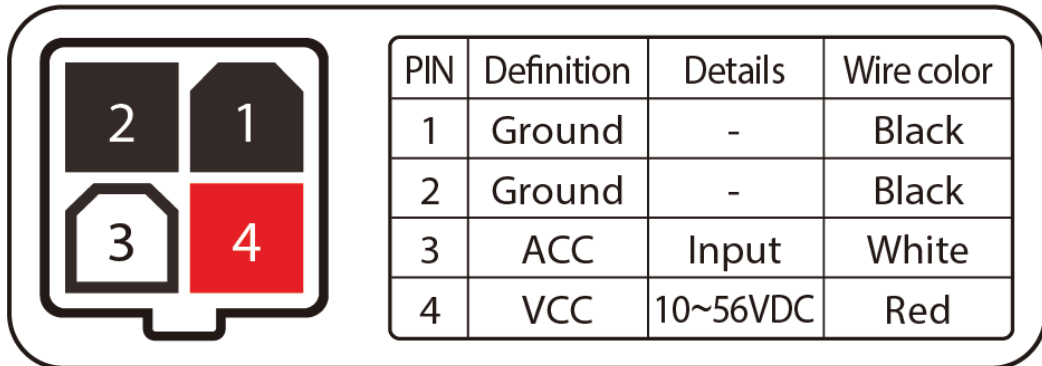 2 1
3 4
PIN Definition Details Wire color
1 Ground - Black
2 Ground - Black
3 ACC Input White
4 VCC 10~56VDC Red